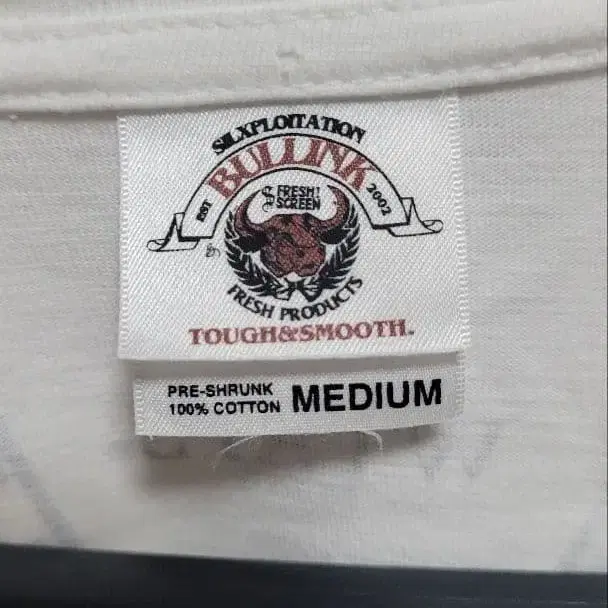 SILXPLOITATION
BULLINK
EST 2002
FRESH!
SCREEN
FRESH PRODUCTS
TOUGH&SMOOTH.
PRE-SHRUNK
100% COTTON
MEDIUM